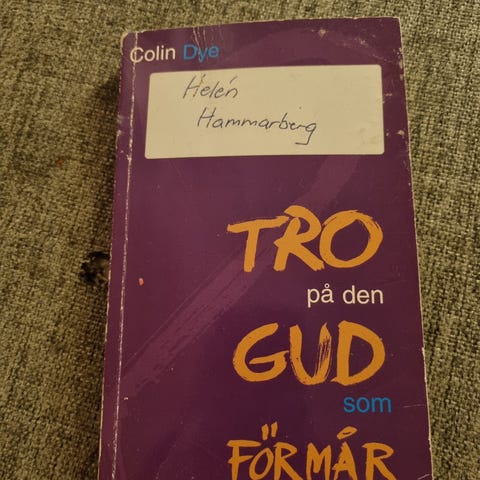 Colin Dye
Helén
Hammarberg
TRO
på den
GUD
som
FÖRMÅR